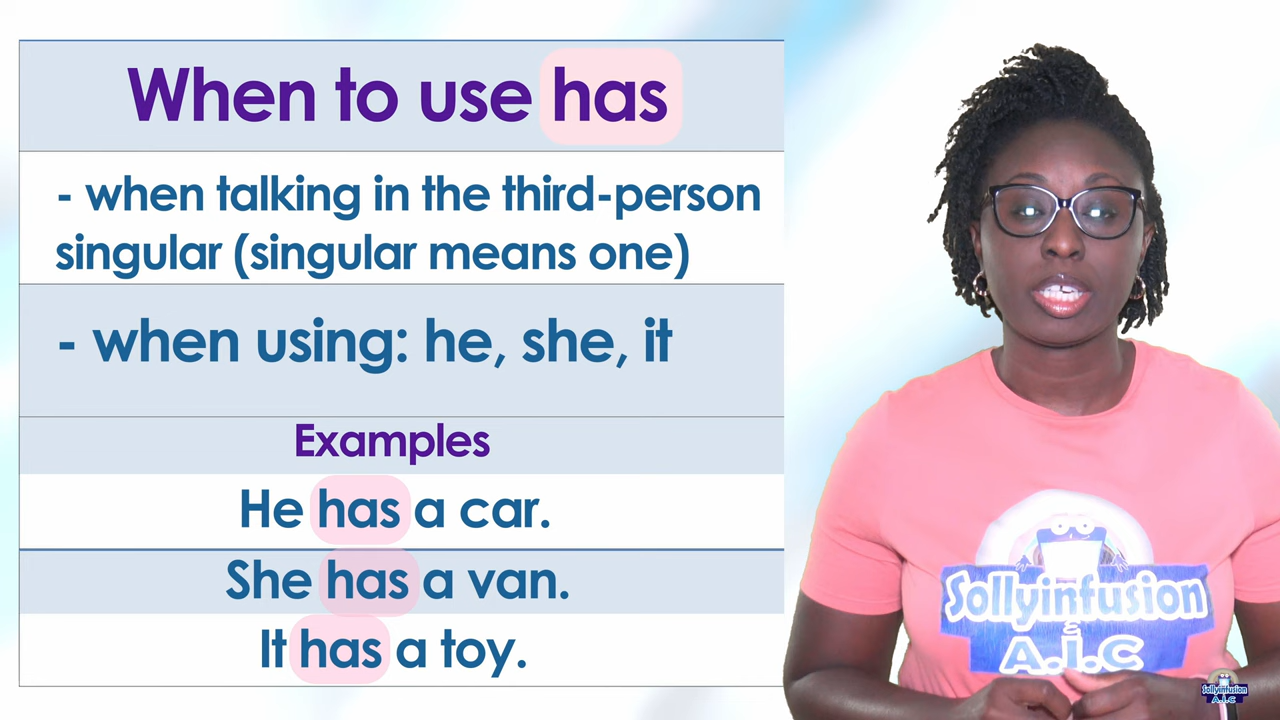 When to use has
- when talking in the third-person
singular (singular means one)
- when using: he, she, it
Examples
He has a car.
She has a van.
It has a toy.
Sollyinfusion
&
A.I.C
Sollyinfusion
A.I.C